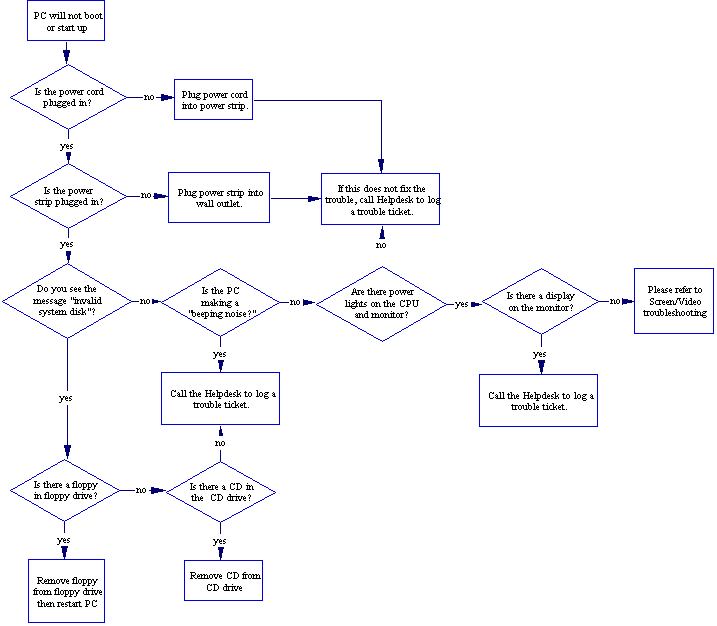 PC will not boot
or start up
Is the power cord
plugged in?
no
Plug power cord
into power strip.
yes
Is the power
strip plugged in?
no
Plug power strip into
wall outlet.
If this does not fix the
trouble, call Helpdesk to log
a trouble ticket.
yes
no
Do you see the
message "invalid
system disk"?
no
Is the PC
making a
"beeping noise?"
no
Are there power
lights on the CPU
and monitor?
yes
Is there a display
on the monitor?
no
Please refer to
Screen/Video
troubleshooting
yes
yes
Call the Helpdesk to log a
trouble ticket.
Call the Helpdesk to log a
trouble ticket.
yes
no
Is there a floppy
in floppy drive?
no
Is there a CD in
the CD drive?
yes
yes
Remove floppy
from floppy drive
then restart PC
Remove CD from
CD drive